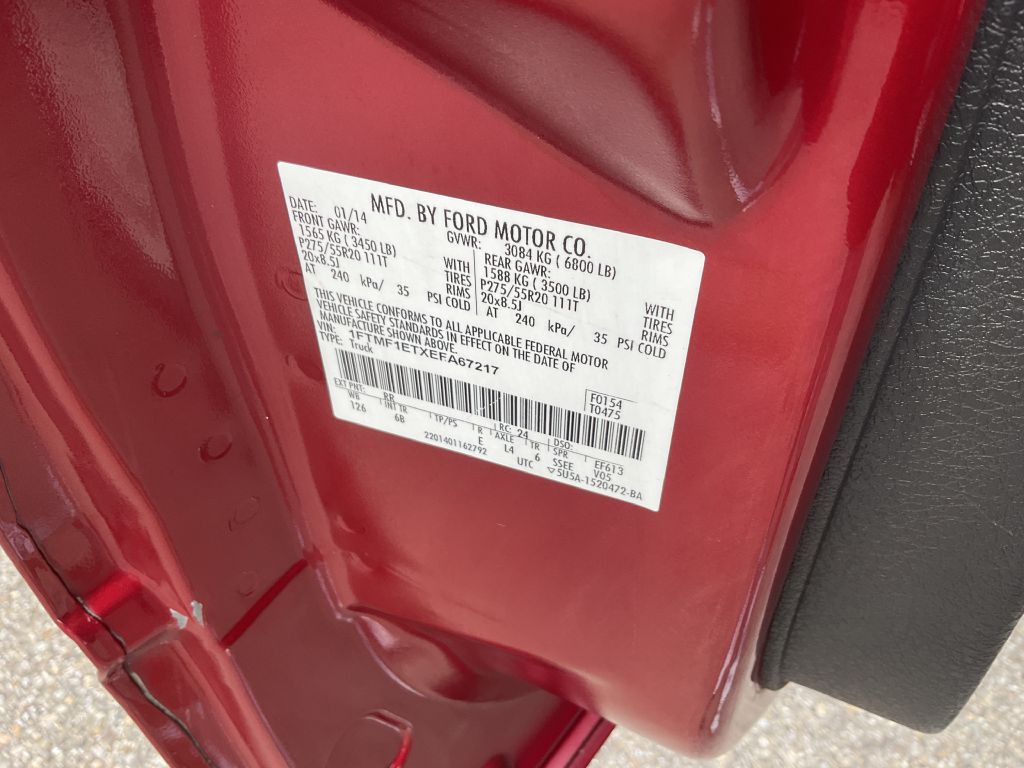 MFD. BY FORD MOTOR CO.
DATE: 01/14 GVWR: 3084 KG ( 6800 LB)
FRONT GAWR: REAR GAWR:
1565 KG ( 3450 LB) WITH 1588 KG ( 3500 LB) WITH
P275/55R20 111T TIRES P275/55R20 111T TIRES
20x8.5J RIMS 20x8.5J RIMS
AT 240 kPa/ 35 PSI COLD AT 240 kPa/ 35 PSI COLD
THIS VEHICLE CONFORMS TO ALL APPLICABLE FEDERAL MOTOR
VEHICLE SAFETY STANDARDS IN EFFECT ON THE DATE OF
MANUFACTURE SHOWN ABOVE
VIN: 1FTMF1ETXEFA67217
TYPE: Truck
F0154
T0475
EXT PNT: RR RC: 24 DSO:
WB INT TR TP/PS R AXLE TR SPR EF613
126 6B E L4 6 SSEE V05
2201401162792 UTC ▽5U5A-1520472-BA